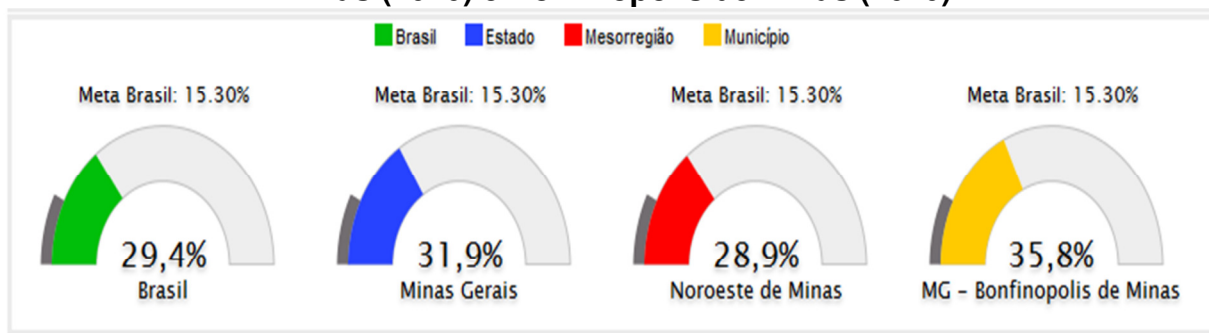 Brasil Estado Mesorregião Município
Meta Brasil: 15.30% Meta Brasil: 15.30% Meta Brasil: 15.30% Meta Brasil: 15.30%
29,4% 31,9% 28,9% 35,8%
Brasil Minas Gerais Noroeste de Minas MG - Bonfinopolis de Minas